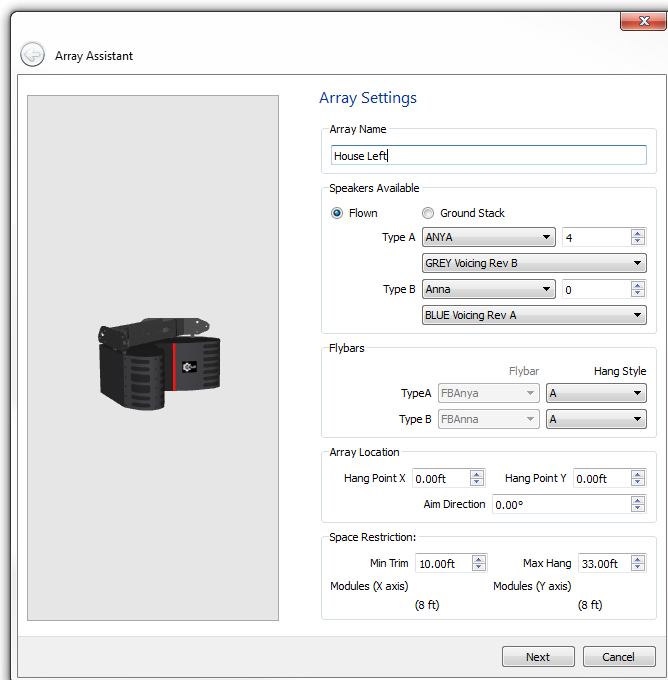 Array Assistant
Array Settings
Array Name
House Left
Speakers Available
Flown Ground Stack
Type A ANYA 4
GREY Voicing Rev B
Type B Anna 0
BLUE Voicing Rev A
Flybars
Flybar Hang Style
TypeA FBAnya A
Type B FBAnna A
Array Location
Hang Point X 0.00ft Hang Point Y 0.00ft
Aim Direction 0.00°
Space Restriction:
Min Trim 10.00ft Max Hang 33.00ft
Modules (X axis) Modules (Y axis)
(8 ft) (8 ft)
Next Cancel